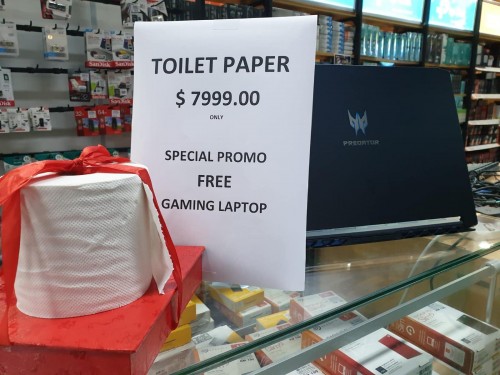 TOILET PAPER
$ 7999.00
ONLY
SPECIAL PROMO
FREE
GAMING LAPTOP
PREDATOR